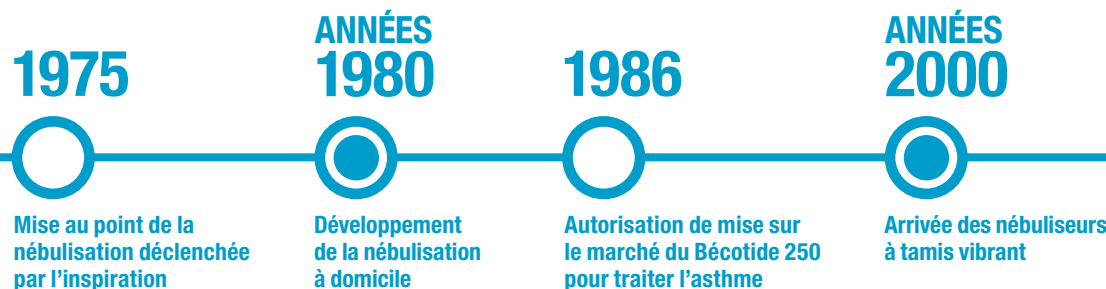 1975
Mise au point de la
nébulisation déclenchée
par l'inspiration
ANNÉES
1980
Développement
de la nébulisation
à domicile
1986
Autorisation de mise sur
le marché du Bécotide 250
pour traiter l'asthme
ANNÉES
2000
Arrivée des nébuliseurs
à tamis vibrant